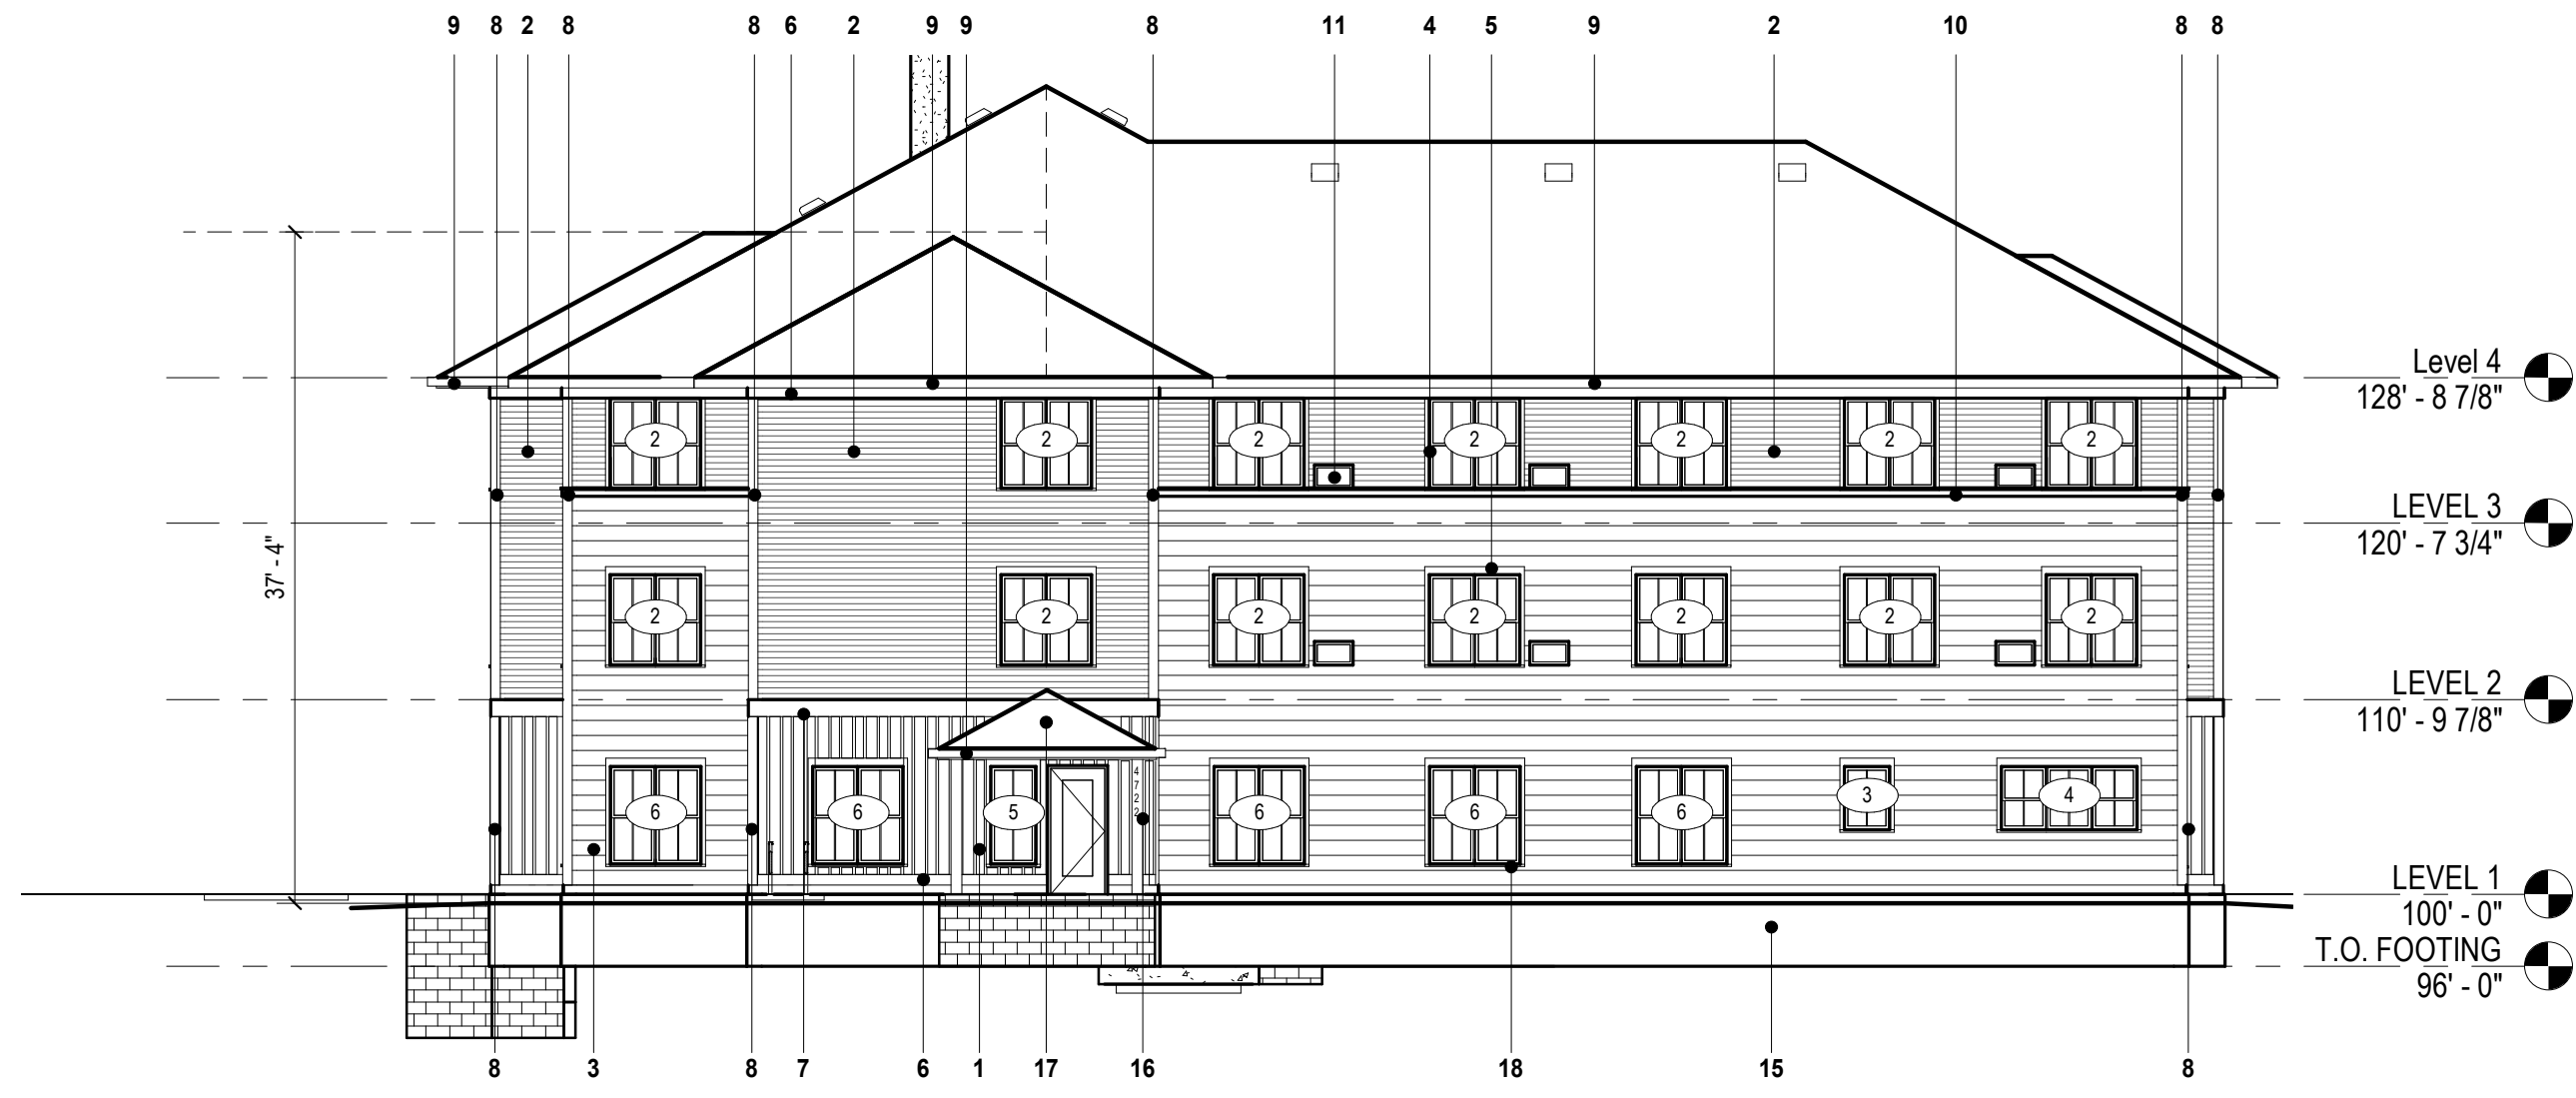 9 8 2 8 8 6 2 9 9 8 11 4 5 9 2 10 8 8
Level 4
128' - 8 7/8"
2 2 2 2 2 2 2
LEVEL 3
120' - 7 3/4"
37' - 4"
2 2 2 2 2 2 2
LEVEL 2
110' - 9 7/8"
4722
6 6 5 6 6 6 3 4
LEVEL 1
100' - 0"
T.O. FOOTING
96' - 0"
8 3 8 7 6 1 17 16 18 15 8